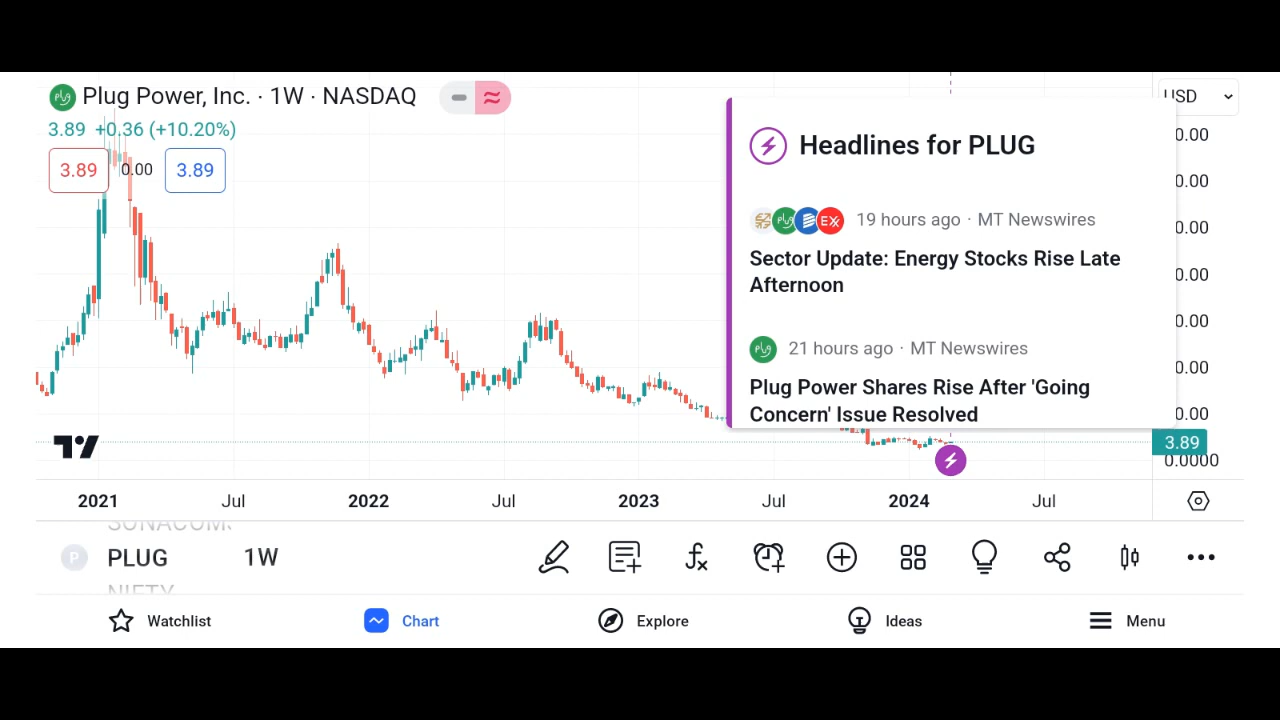 Plug Power, Inc. · 1W · NASDAQ
3.89 +0.36 (+10.20%)
3.89 0.00 3.89
USD
Headlines for PLUG
19 hours ago · MT Newswires
Sector Update: Energy Stocks Rise Late
Afternoon
21 hours ago · MT Newswires
Plug Power Shares Rise After 'Going
Concern' Issue Resolved
0.00
0.00
0.00
0.00
0.00
0.00
0.00
3.89
0.0000
2021 Jul 2022 Jul 2023 Jul 2024 Jul
P PLUG 1W
NIFTY
Watchlist Chart Explore Ideas Menu